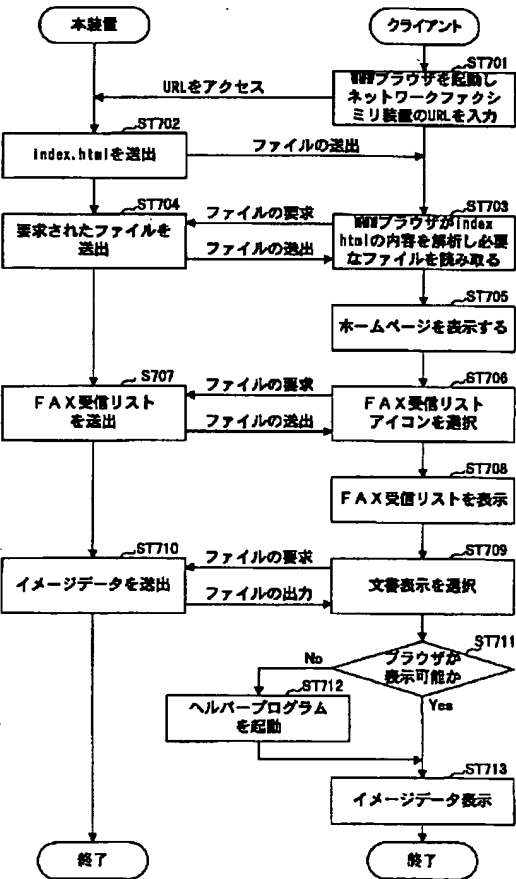 本装置
クライアント
ST701
WWWブラウザを起動し
ネットワークファクシ
ミリ装置のURLを入力
URLをアクセス
ST702
index.htmlを送出
ファイルの送出
ST704
要求されたファイルを
送出
ファイルの要求
ファイルの送出
ST703
WWWブラウザがindex
htmlの内容を解析し必要
なファイルを読み取る
ST705
ホームページを表示する
S707
FAX受信リスト
を送出
ファイルの要求
ファイルの送出
ST706
FAX受信リスト
アイコンを選択
ST708
FAX受信リストを表示
ST710
イメージデータを送出
ファイルの要求
ファイルの出力
ST709
文書表示を選択
ST711
ブラウザが
表示可能か
No
Yes
ST712
ヘルパープログラム
を起動
ST713
イメージデータ表示
終了
終了